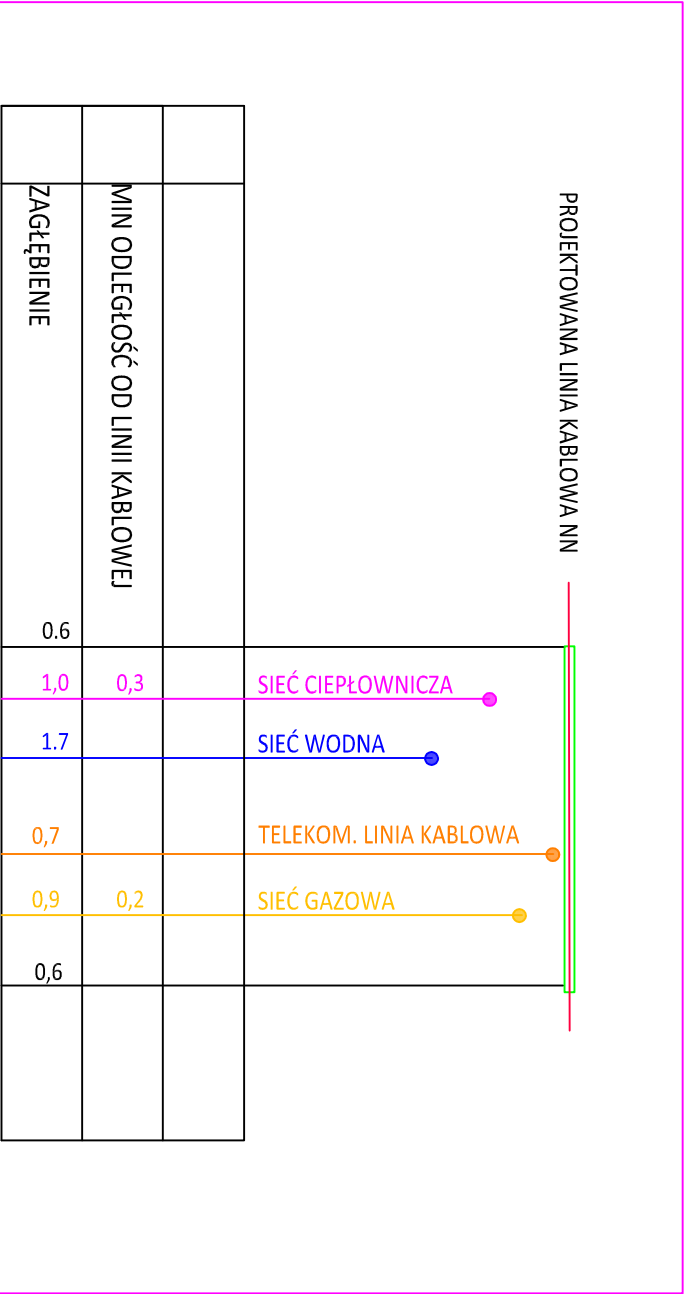 PROJEKTOWANA LINIA KABLOWA NN
MIN ODLEGŁOŚĆ OD LINII KABLOWEJ
ZAGŁĘBIENIE
0.6
1,0 0,3 SIEĆ CIEPŁOWNICZA
1.7 SIEĆ WODNA
0,7 TELEKOM. LINIA KABLOWA
0,9 0,2 SIEĆ GAZOWA
0,6